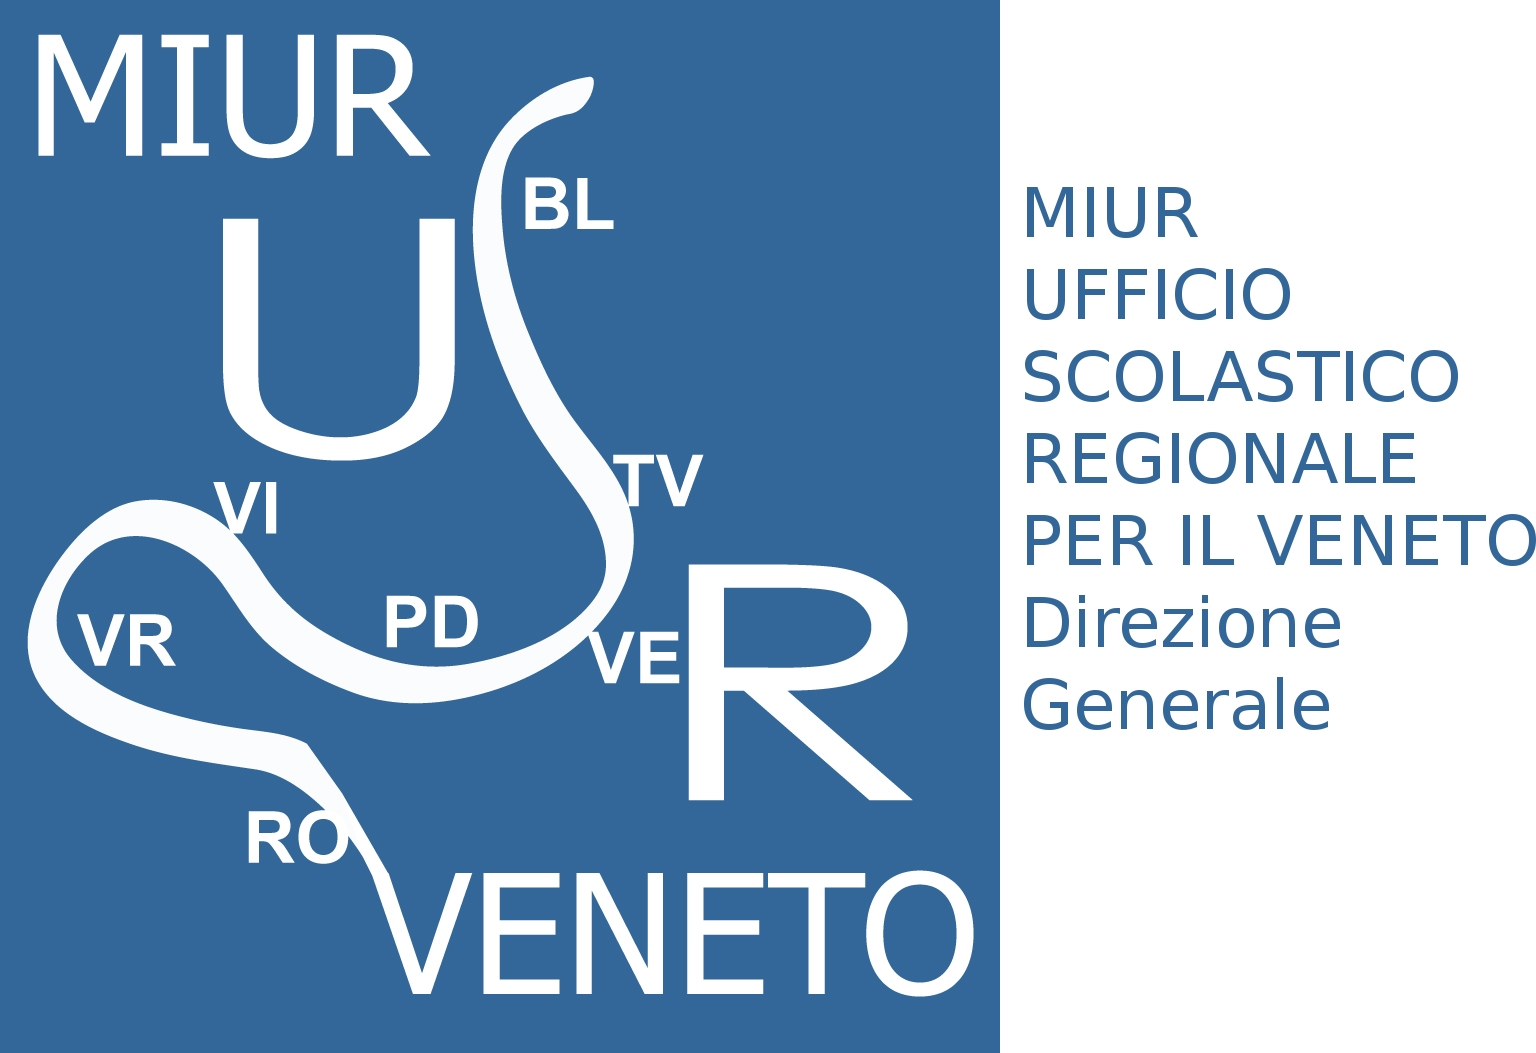 MIUR
BL
U
TV
VI
PD
VR
VE
R
RO
VENETO
MIUR
UFFICIO
SCOLASTICO
REGIONALE
PER IL VENETO
Direzione
Generale